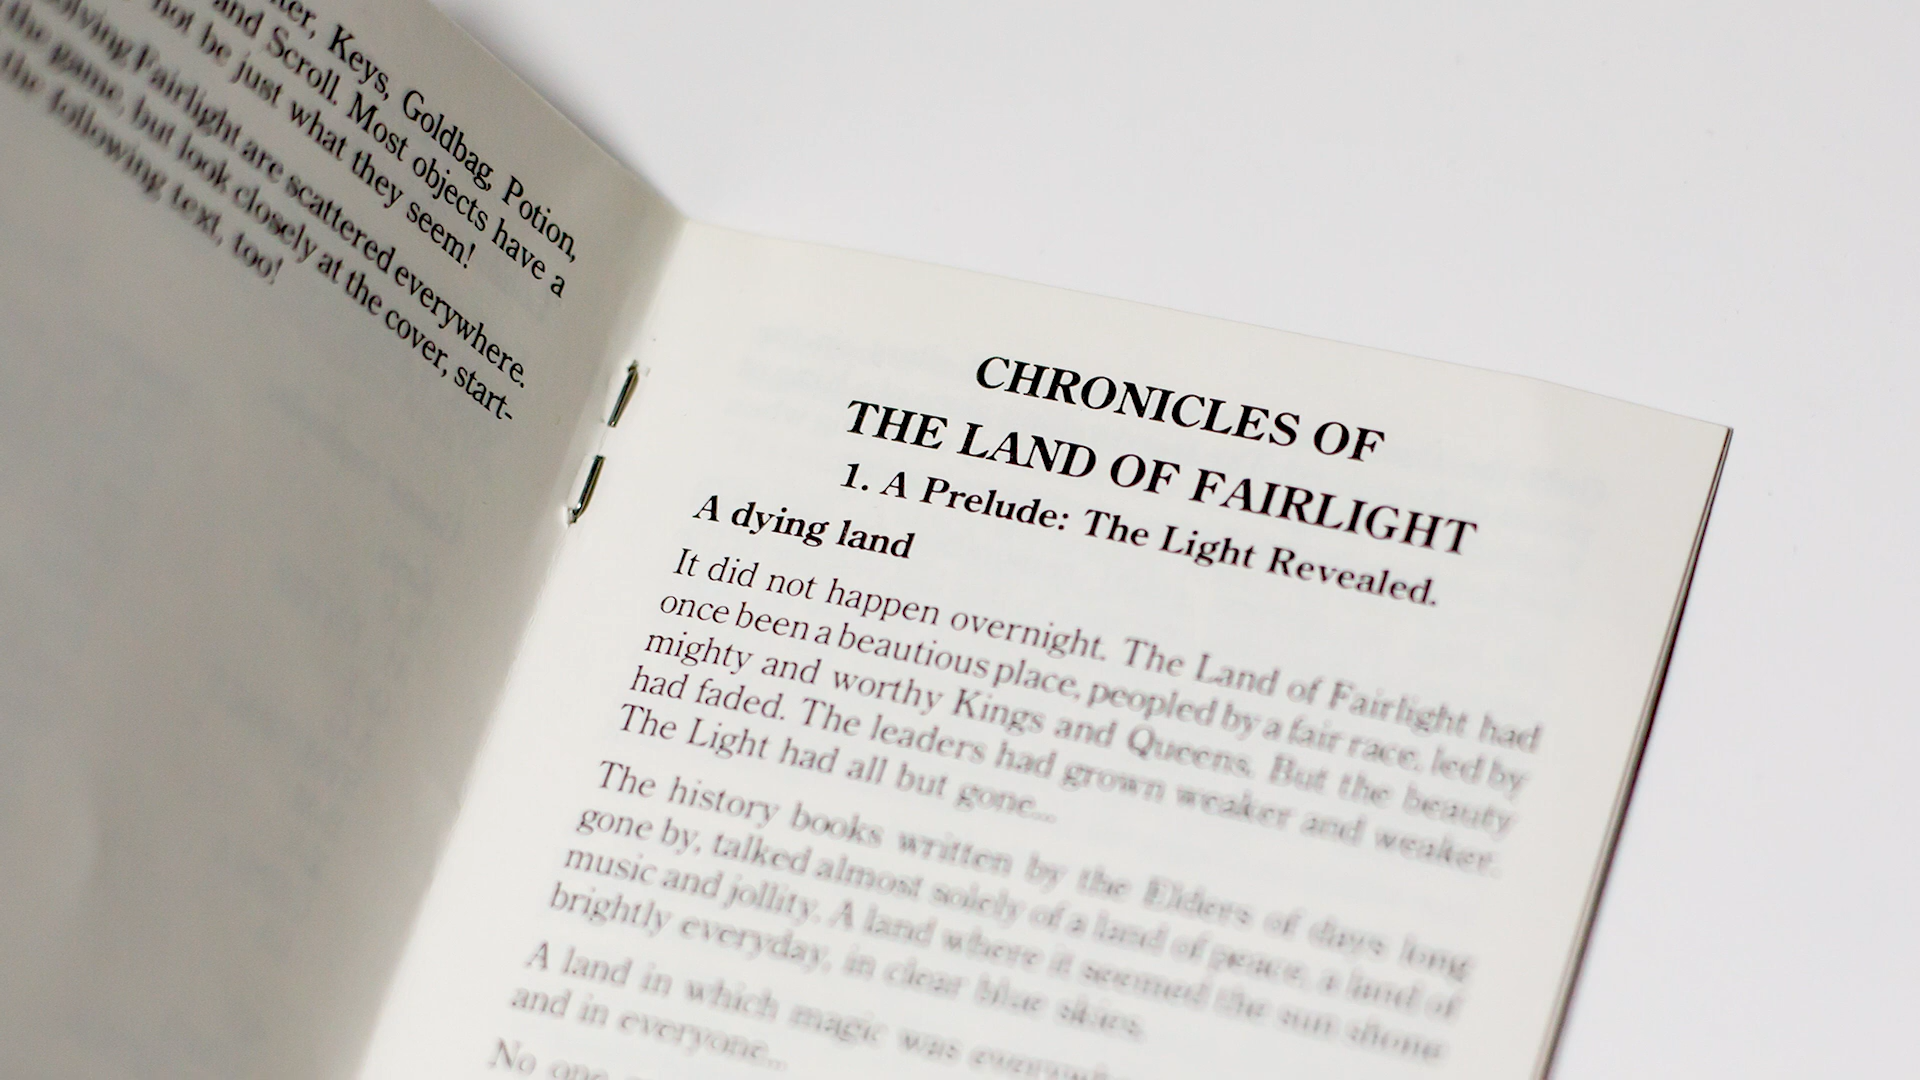 ter, Keys, Goldbag, Potion,
and Scroll. Most objects have a
not be just what they seem!
olving Fairlight are scattered everywhere.
the game, but look closely at the cover, start-
the following text, too!
CHRONICLES OF
THE LAND OF FAIRLIGHT
1. A Prelude: The Light Revealed.
A dying land
It did not happen overnight. The Land of Fairlight had
once been a beautious place, peopled by a fair race, led by
mighty and worthy Kings and Queens. But the beauty
had faded. The leaders had grown weaker and weaker.
The Light had all but gone...
The history books written by the Elders of days long
gone by, talked almost solely of a land of peace, a land of
music and jollity. A land where it seemed the sun shone
brightly everyday, in clear blue skies.
A land in which magic was
and in everyone...
No one